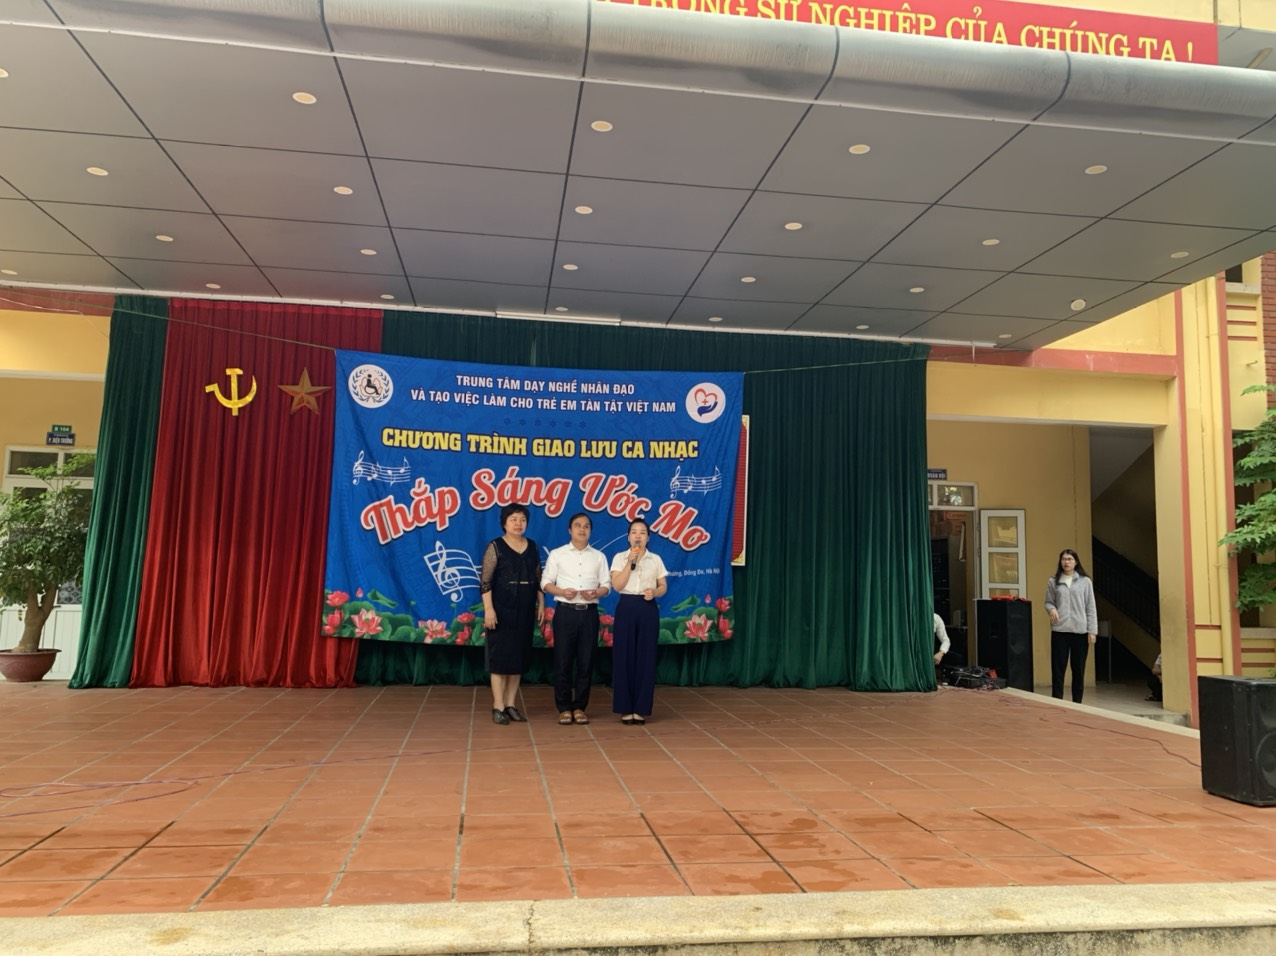 SỰ NGHIỆP CỦA CHÚNG TA !
TRUNG TÂM DẠY NGHỀ NHÂN ĐẠO
VÀ TẠO VIỆC LÀM CHO TRẺ EM TÀN TẬT VIỆT NAM
CHƯƠNG TRÌNH GIAO LƯU CA NHẠC
Thắp Sáng Ước Mơ
Đống Đa, Hà Nội